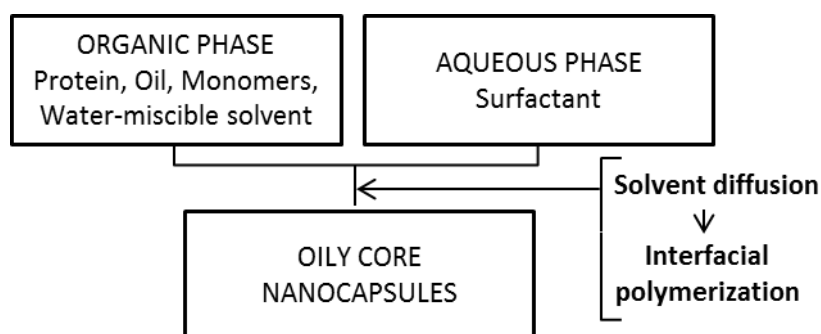 ORGANIC PHASE
Protein, Oil, Monomers,
Water-miscible solvent
AQUEOUS PHASE
Surfactant
Solvent diffusion
Interfacial
polymerization
OILY CORE
NANOCAPSULES